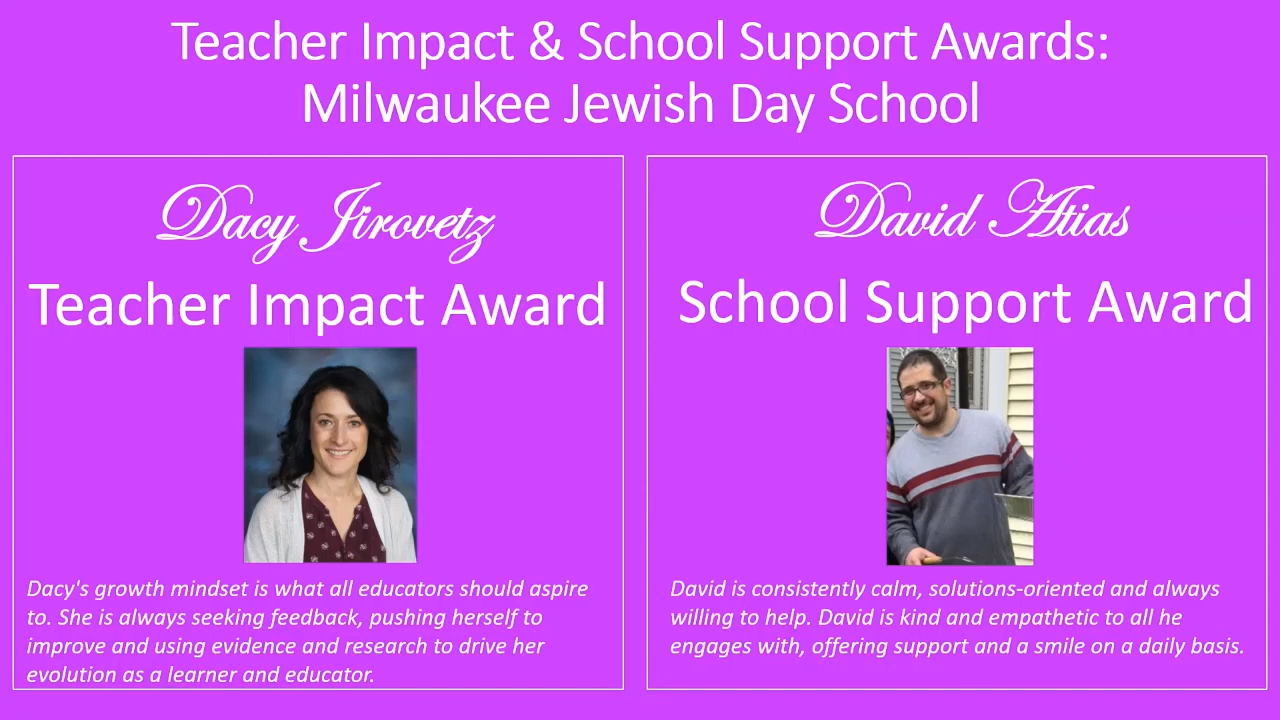 Teacher Impact & School Support Awards:
Milwaukee Jewish Day School
Dacy Jirovetz
Teacher Impact Award
Dacy's growth mindset is what all educators should aspire
to. She is always seeking feedback, pushing herself to
improve and using evidence and research to drive her
evolution as a learner and educator.
David Atias
School Support Award
David is consistently calm, solutions-oriented and always
willing to help. David is kind and empathetic to all he
engages with, offering support and a smile on a daily basis.